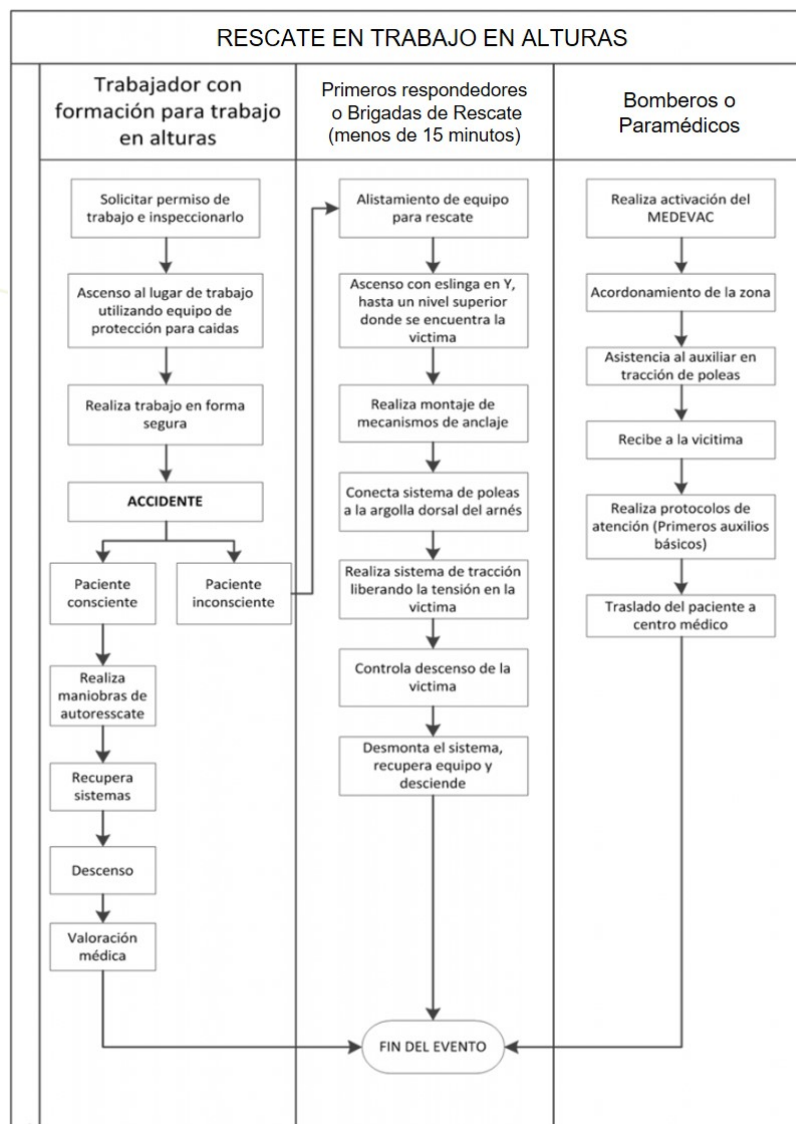 RESCATE EN TRABAJO EN ALTURAS
Trabajador con
formación para trabajo
en alturas
Primeros respondedores
o Brigadas de Rescate
(menos de 15 minutos)
Bomberos o
Paramédicos
Solicitar permiso de
trabajo e inspeccionarlo
Ascenso al lugar de trabajo
utilizando equipo de
protección para caidas
Realiza trabajo en forma
segura
ACCIDENTE
Paciente
consciente
Paciente
inconsciente
Realiza
maniobras de
autoresscate
Recupera
sistemas
Descenso
Valoración
médica
Alistamiento de equipo
para rescate
Ascenso con eslinga en Y,
hasta un nivel superior
donde se encuentra la
victima
Realiza montaje de
mecanismos de anclaje
Conecta sistema de poleas
a la argolla dorsal del arnés
Realiza sistema de tracción
liberando la tensión en la
victima
Controla descenso de la
victima
Desmonta el sistema,
recupera equipo y
desciende
Realiza activación del
MEDEVAC
Acordonamiento de la zona
Asistencia al auxiliar en
tracción de poleas
Recibe a la vicitima
Realiza protocolos de
atención (Primeros auxilios
básicos)
Traslado del paciente a
centro médico
FIN DEL EVENTO